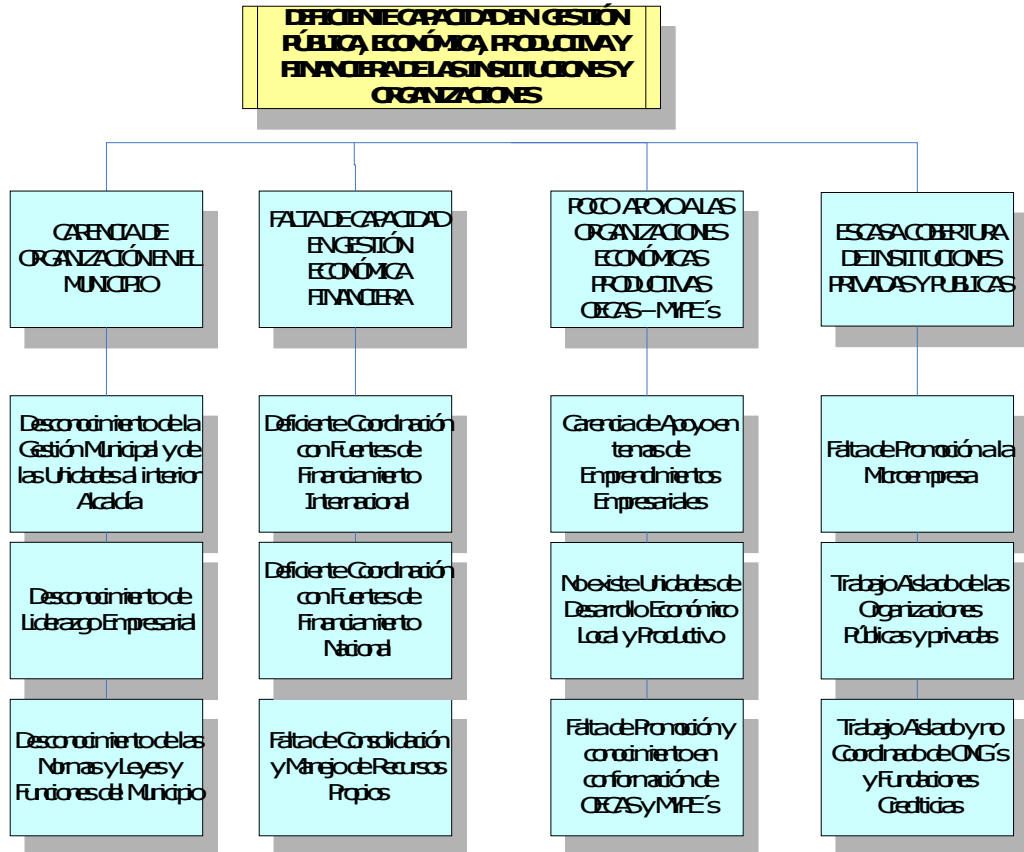 DEFICIENTE CAPACIDAD EN GESTIÓN
PÚBLICA, ECONÓMICA, PRODUCTIVA Y
FINANCIERA DE LAS INSTITUCIONES Y
ORGANIZACIONES
CARENCIA DE
ORGANIZACIÓN EN EL
MUNICIPIO
FALTA DE CAPACIDAD
EN GESTIÓN
ECONÓMICA
FINANCIERA
POCO APOYO A LAS
ORGANIZACIONES
ECONÓMICAS
PRODUCTIVAS
OECAS – MYPE´s
ESCASA COBERTURA
DE INSTITUCIONES
PRIVADAS Y PUBLICAS
Desconocimiento de la
Gestión Municipal y de
las Unidades al interior
Alcaldía
Deficiente Coordinación
con Fuentes de
Financiamiento
Internacional
Carencia de Apoyo en
temas de
Emprendimientos
Empresariales
Falta de Promoción a la
Microempresa
Desconocimiento de
Liderazgo Empresarial
Deficiente Coordinación
con Fuentes de
Financiamiento
Nacional
No existe Unidades de
Desarrollo Económico
Local y Productivo
Trabajo Aislado de las
Organizaciones
Públicas y privadas
Desconocimiento de las
Normas y Leyes y
Funciones del Municipio
Falta de Consolidación
y Manejo de Recursos
Propios
Falta de Promoción y
conocimiento en
conformación de
OECAS y MYPE´s
Trabajo Aislado y no
Coordinado de ONG´s
y Fundaciones
Crediticias